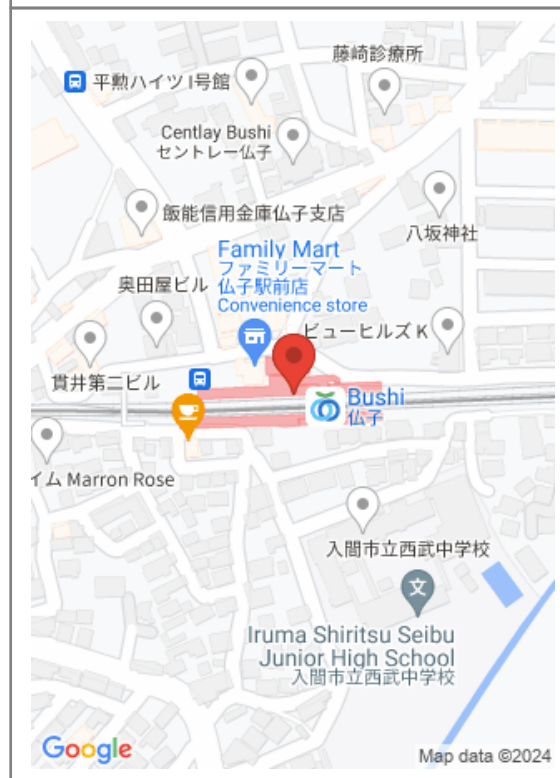 藤崎診療所
平勲ハイツ I号館
Centlay Bushi
セントレー仏子
飯能信用金庫仏子支店
八坂神社
Family Mart
ファミリーマート
仏子駅前店
Convenience store
奥田屋ビル
ビューヒルズ K
貫井第二ビル
Bushi
仏子
イム Marron Rose
入間市立西武中学校
文
Iruma Shiritsu Seibu
Junior High School
入間市立西武中学校
Google
Map data ©2024